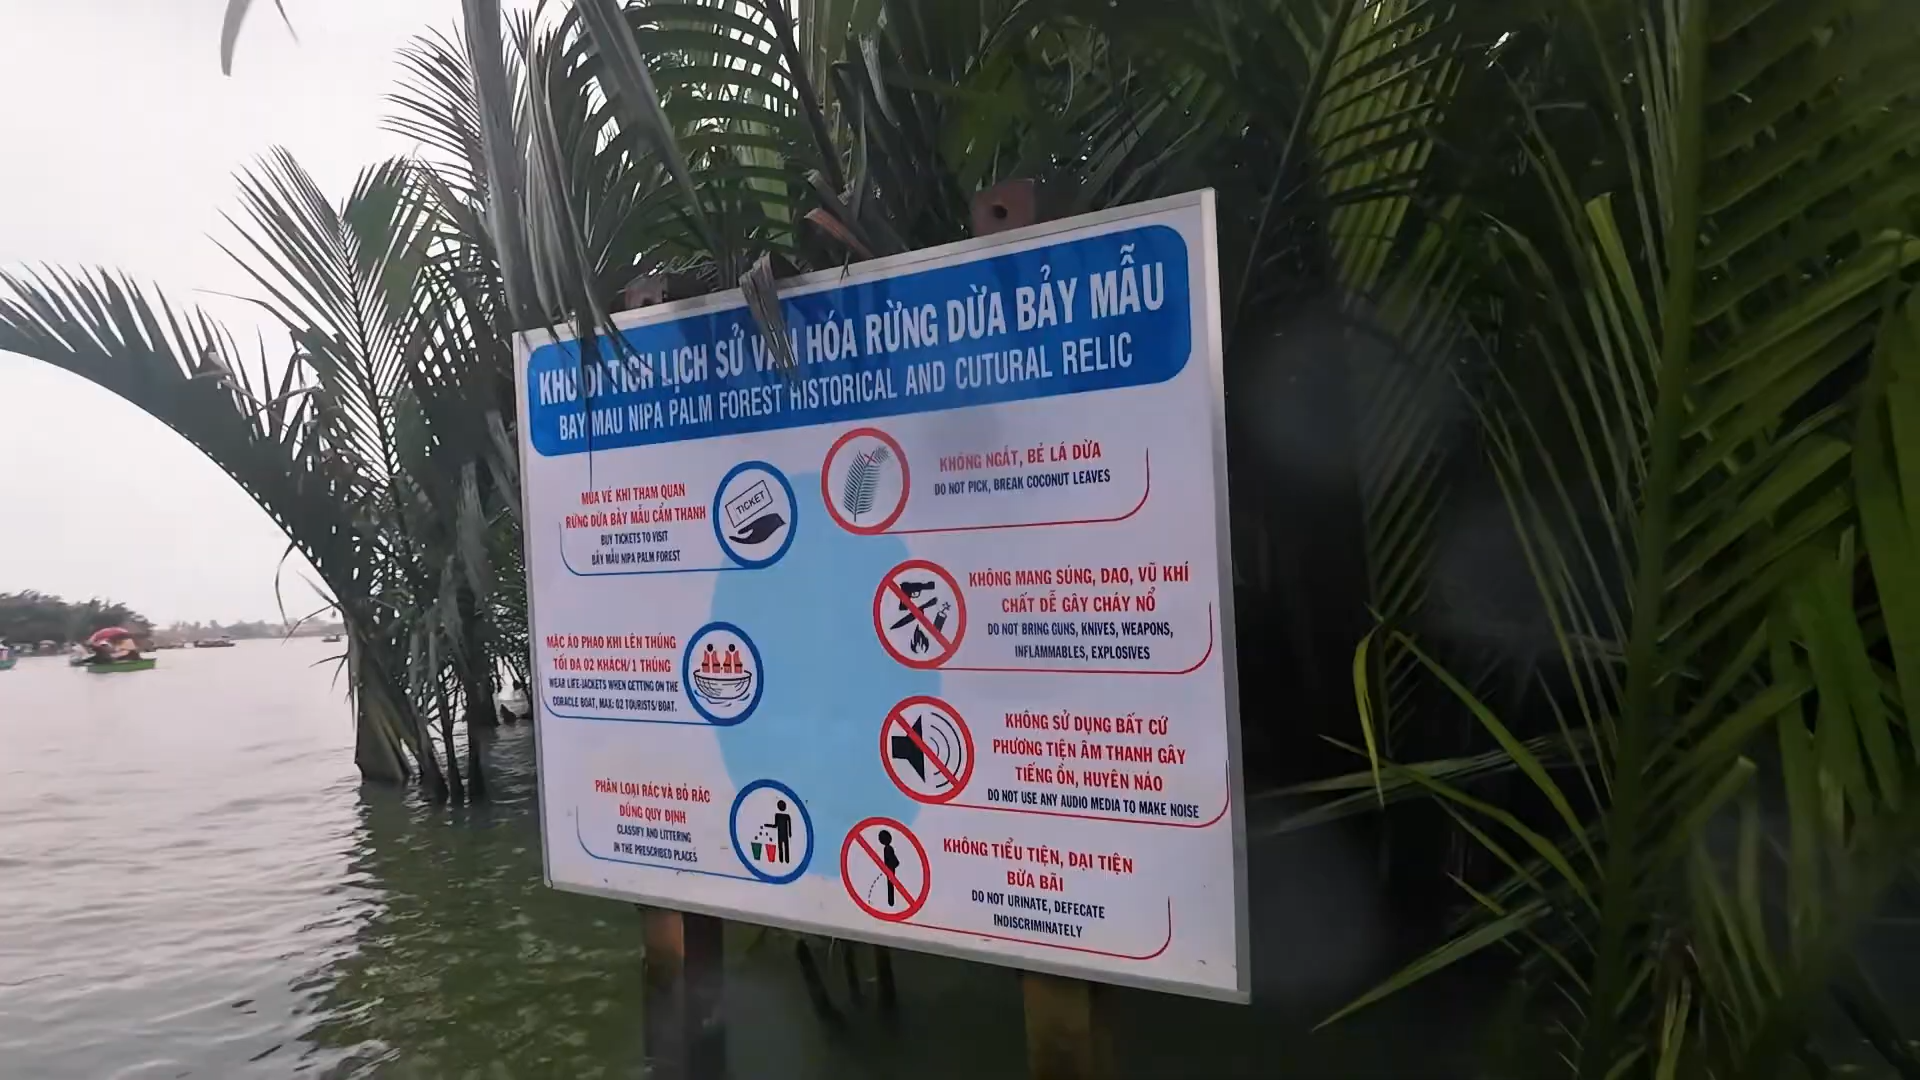 KHU DI TÍCH LỊCH SỬ VĂN HÓA RỪNG DỪA BẢY MẪU
BAY MAU NIPA PALM FOREST HISTORICAL AND CUTURAL RELIC
MUA VÉ KHI THAM QUAN
RỪNG DỪA BẢY MẪU CẨM THANH
BUY TICKETS TO VISIT
BẢY MẪU NIPA PALM FOREST
TICKET
MẶC ÁO PHAO KHI LÊN THÚNG
TỐI ĐA 02 KHÁCH/ 1 THÚNG
WEAR LIFE-JACKETS WHEN GETTING ON THE
CORACLE BOAT, MAX: 02 TOURISTS/ BOAT.
PHÂN LOẠI RÁC VÀ BỎ RÁC
ĐÚNG QUY ĐỊNH
CLASSIFY AND LITTERING
IN THE PRESCRIBED PLACES
KHÔNG NGẮT, BẺ LÁ DỪA
DO NOT PICK, BREAK COCONUT LEAVES
KHÔNG MANG SÚNG, DAO, VŨ KHÍ
CHẤT DỄ GÂY CHÁY NỔ
DO NOT BRING GUNS, KNIVES, WEAPONS,
INFLAMMABLES, EXPLOSIVES
KHÔNG SỬ DỤNG BẤT CỨ
PHƯƠNG TIỆN ÂM THANH GÂY
TIẾNG ỒN, HUYÊN NÁO
DO NOT USE ANY AUDIO MEDIA TO MAKE NOISE
KHÔNG TIỂU TIỆN, ĐẠI TIỆN
BỪA BÃI
DO NOT URINATE, DEFECATE
INDISCRIMINATELY